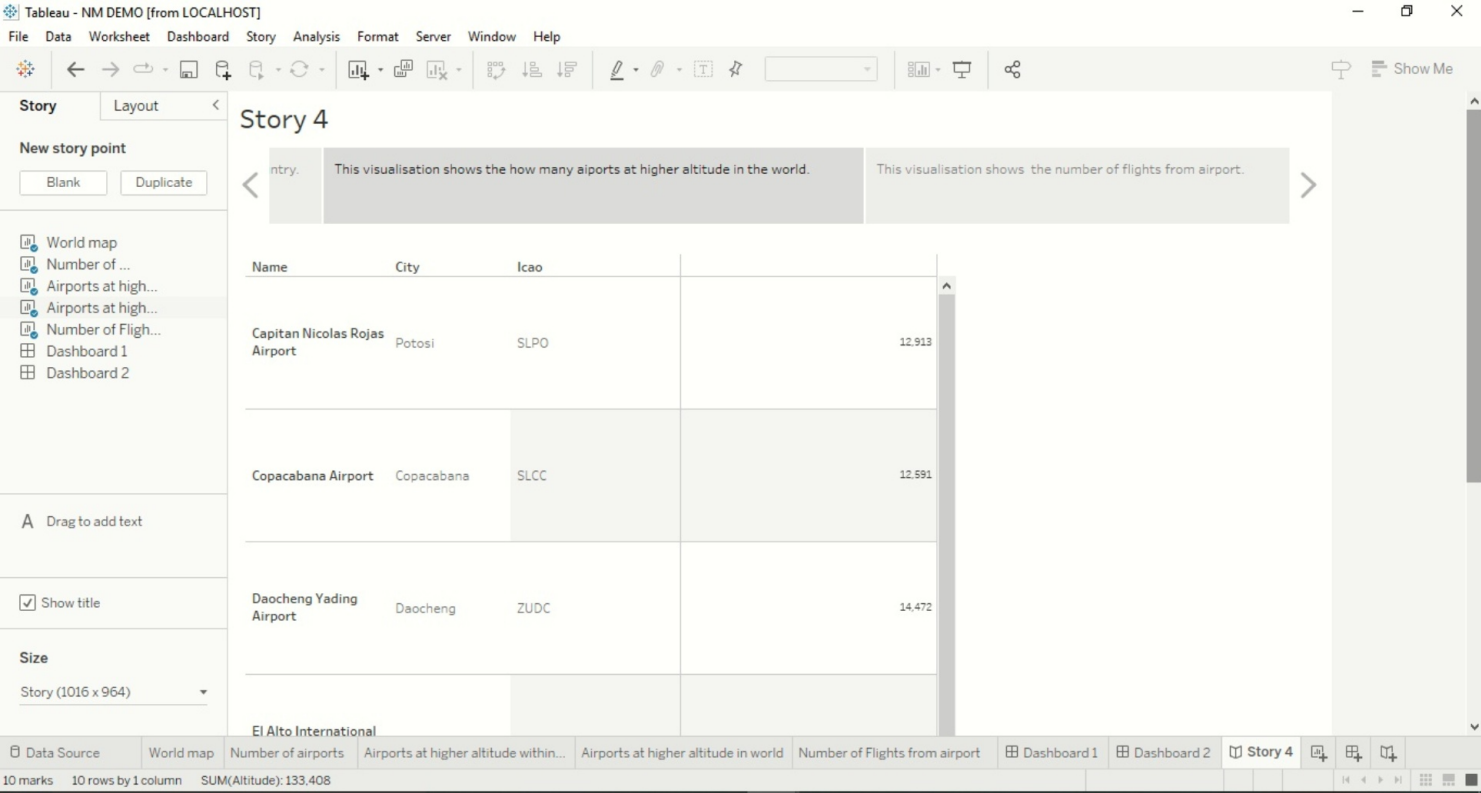 Tableau - NM DEMO [from LOCALHOST]
File Data Worksheet Dashboard Story Analysis Format Server Window Help
Show Me
Story Layout
New story point
Blank Duplicate
World map
Number of ...
Airports at high...
Airports at high...
Number of Fligh...
Dashboard 1
Dashboard 2
A Drag to add text
Show title
Size
Story (1016 x 964)
Story 4
ntry. This visualisation shows the how many aiports at higher altitude in the world. This visualisation shows the number of flights from airport.
Name City Icao
Capitan Nicolas Rojas
Airport Potosi SLPO 12,913
Copacabana Airport Copacabana SLCC 12,591
Daocheng Yading
Airport Daocheng ZUDC 14,472
El Alto International
Data Source World map Number of airports Airports at higher altitude within... Airports at higher altitude in world Number of Flights from airport Dashboard 1 Dashboard 2 Story 4
10 marks 10 rows by 1 column SUM(Altitude): 133,408